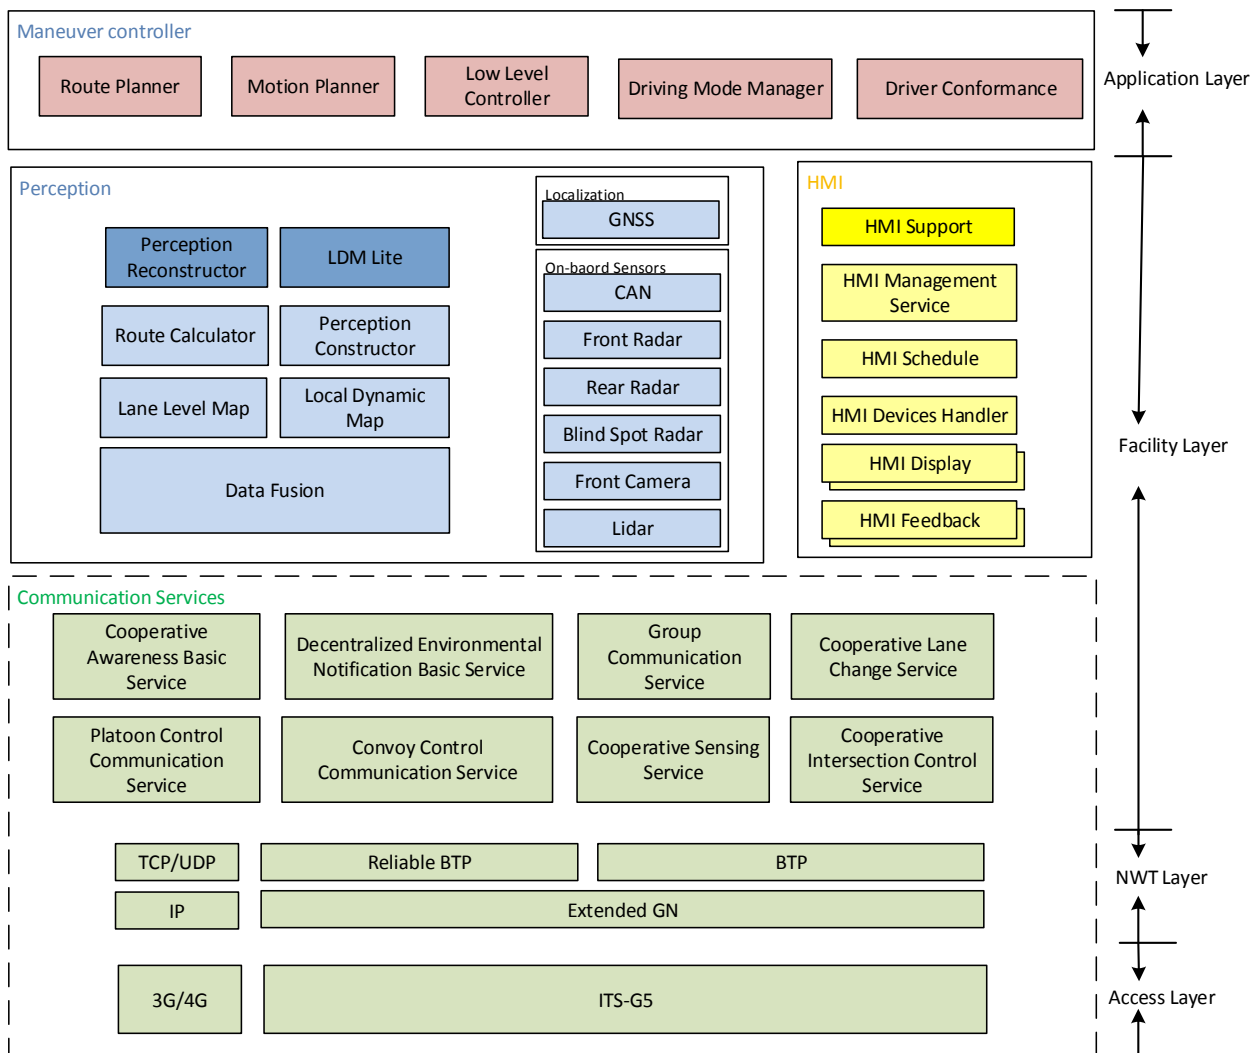 Maneuver controller
Route Planner
Motion Planner
Low Level
Controller
Driving Mode Manager
Driver Conformance
Application Layer
Perception
Perception
Reconstructor
LDM Lite
Route Calculator
Perception
Constructor
Lane Level Map
Local Dynamic
Map
Data Fusion
Localization
GNSS
On-baord Sensors
CAN
Front Radar
Rear Radar
Blind Spot Radar
Front Camera
Lidar
HMI
HMI Support
HMI Management
Service
HMI Schedule
HMI Devices Handler
HMI Display
HMI Feedback
Facility Layer
Communication Services
Cooperative
Awareness Basic
Service
Decentralized Environmental
Notification Basic Service
Group
Communication
Service
Cooperative Lane
Change Service
Platoon Control
Communication
Service
Convoy Control
Communication Service
Cooperative Sensing
Service
Cooperative
Intersection Control
Service
TCP/UDP
Reliable BTP
BTP
IP
Extended GN
NWT Layer
3G/4G
ITS-G5
Access Layer